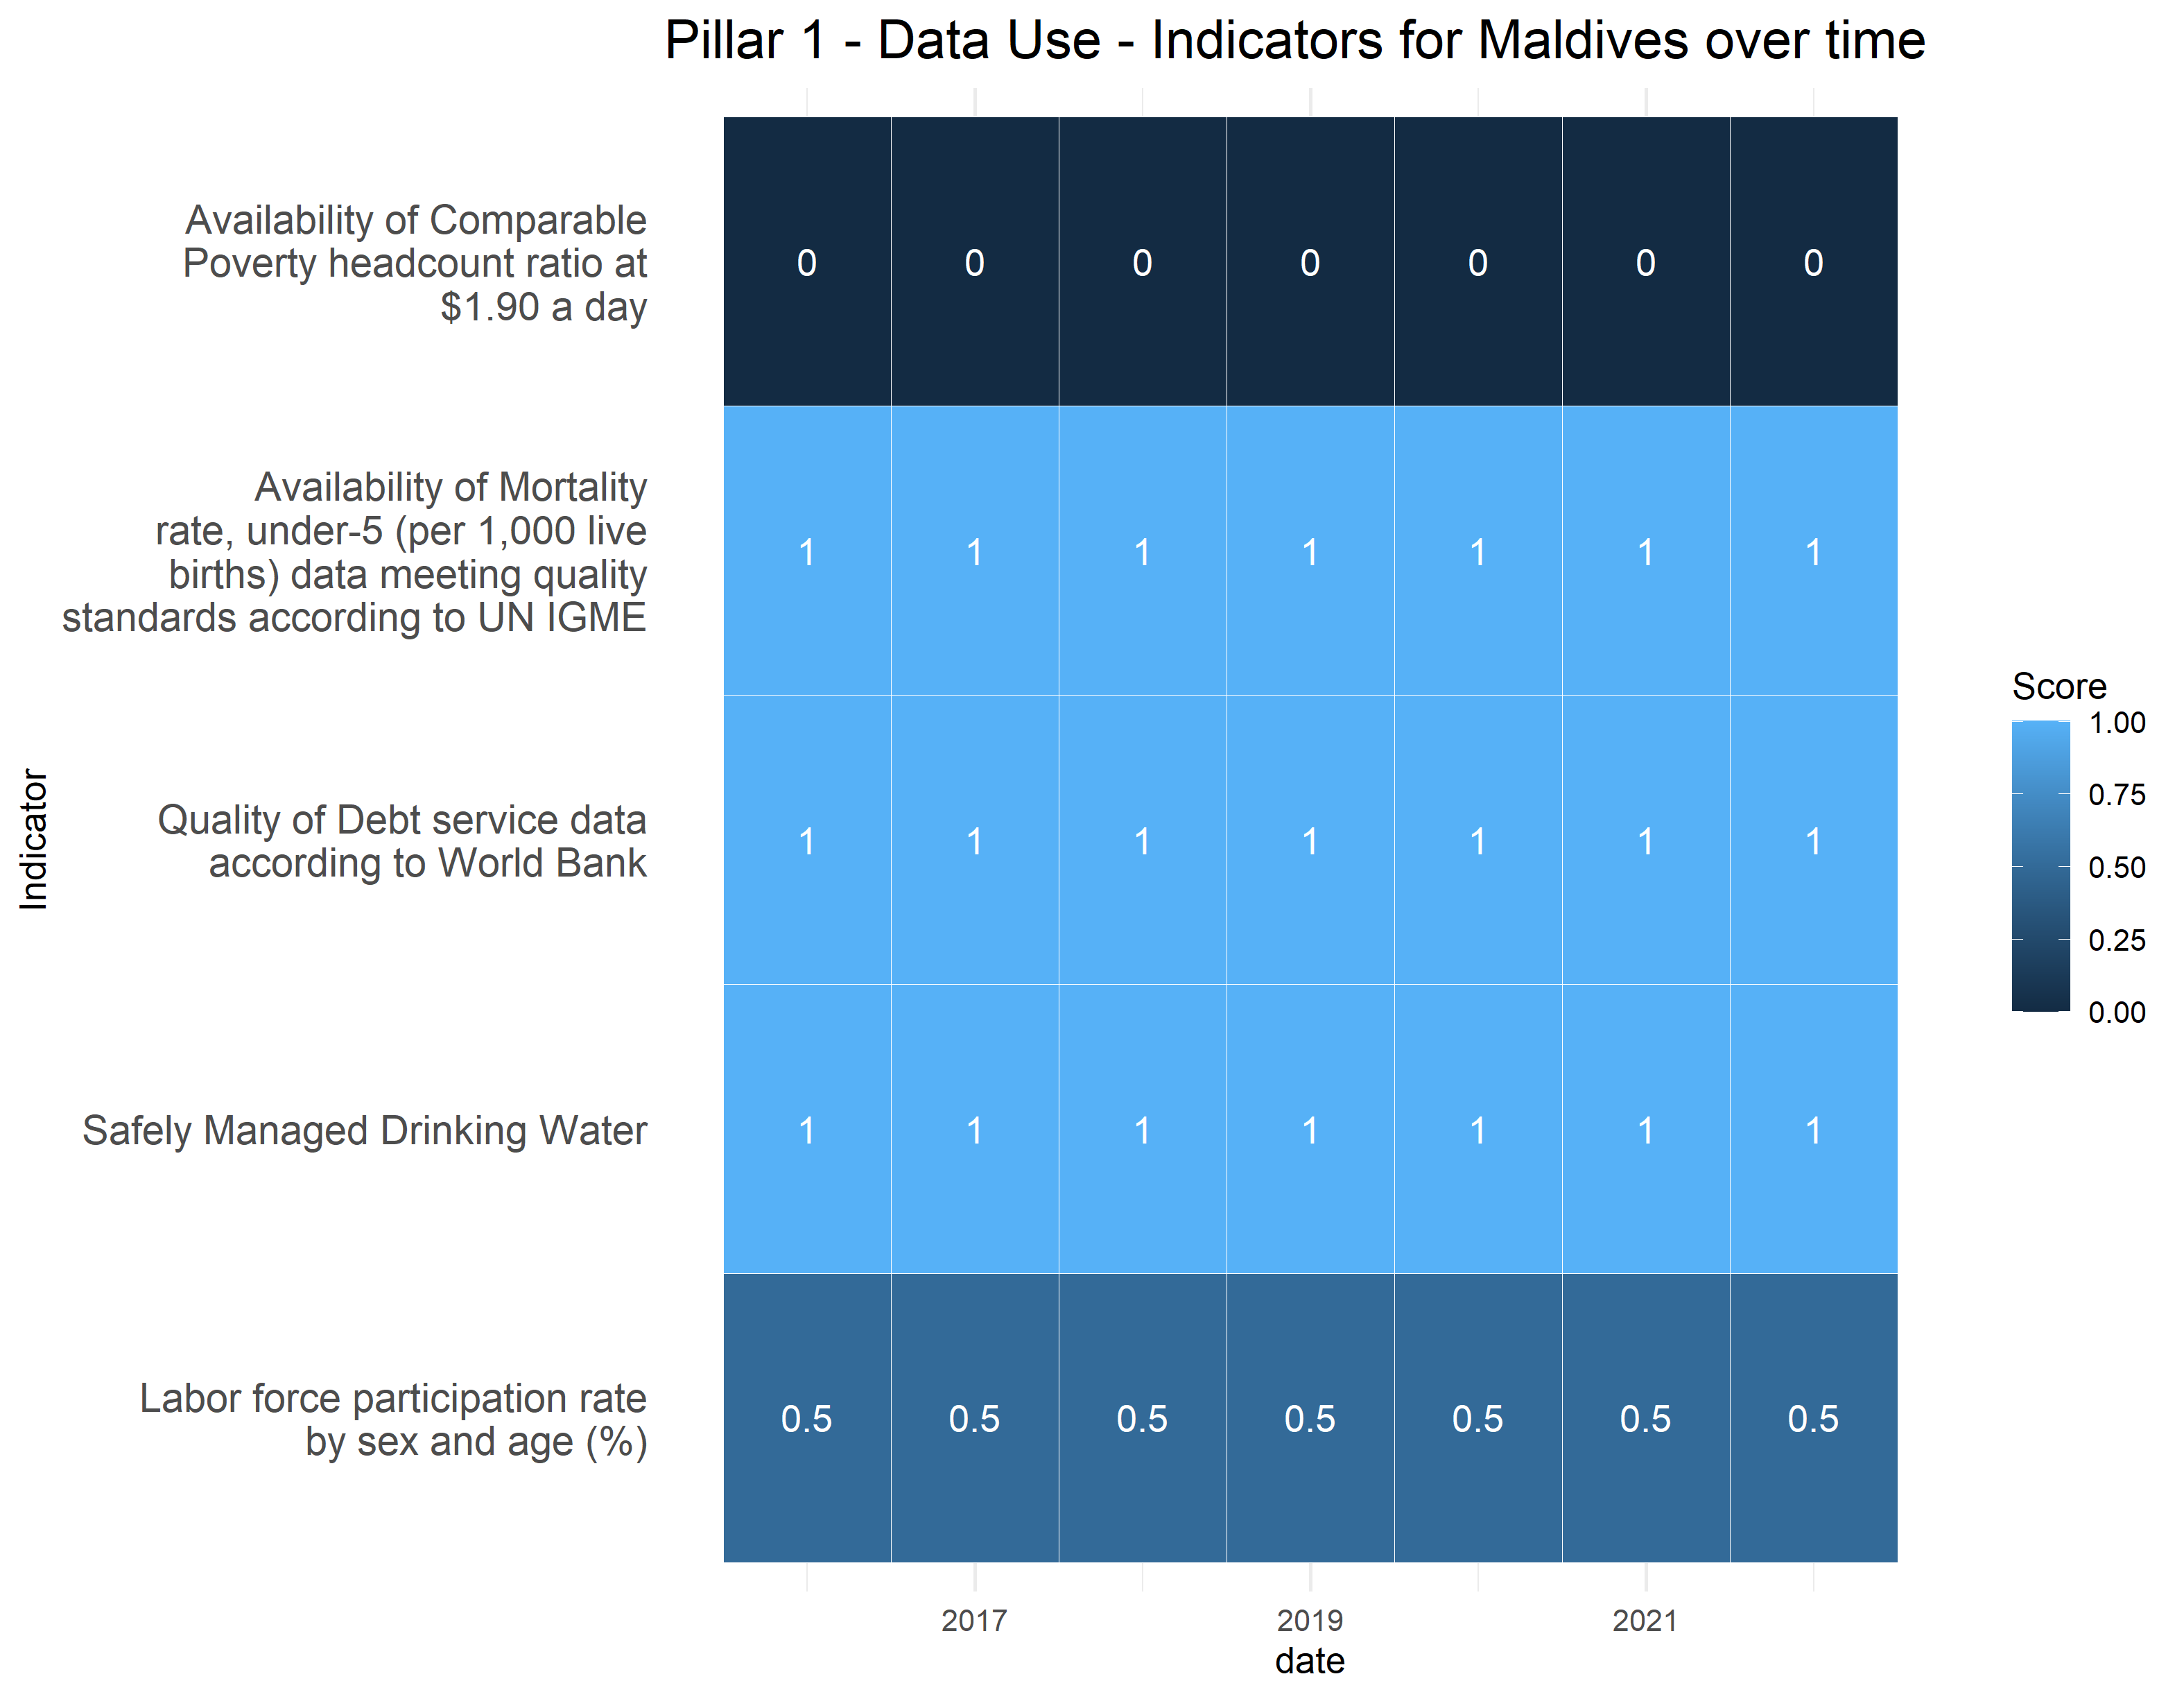 Pillar 1 - Data Use - Indicators for Maldives over time
Indicator
Availability of Comparable
Poverty headcount ratio at
$1.90 a day
0 0 0 0 0 0 0
Availability of Mortality
rate, under-5 (per 1,000 live
births) data meeting quality
standards according to UN IGME
1 1 1 1 1 1 1
Quality of Debt service data
according to World Bank
1 1 1 1 1 1 1
Safely Managed Drinking Water
1 1 1 1 1 1 1
Labor force participation rate
by sex and age (%)
0.5 0.5 0.5 0.5 0.5 0.5 0.5
2017 2019 2021
date
Score
1.00
0.75
0.50
0.25
0.00